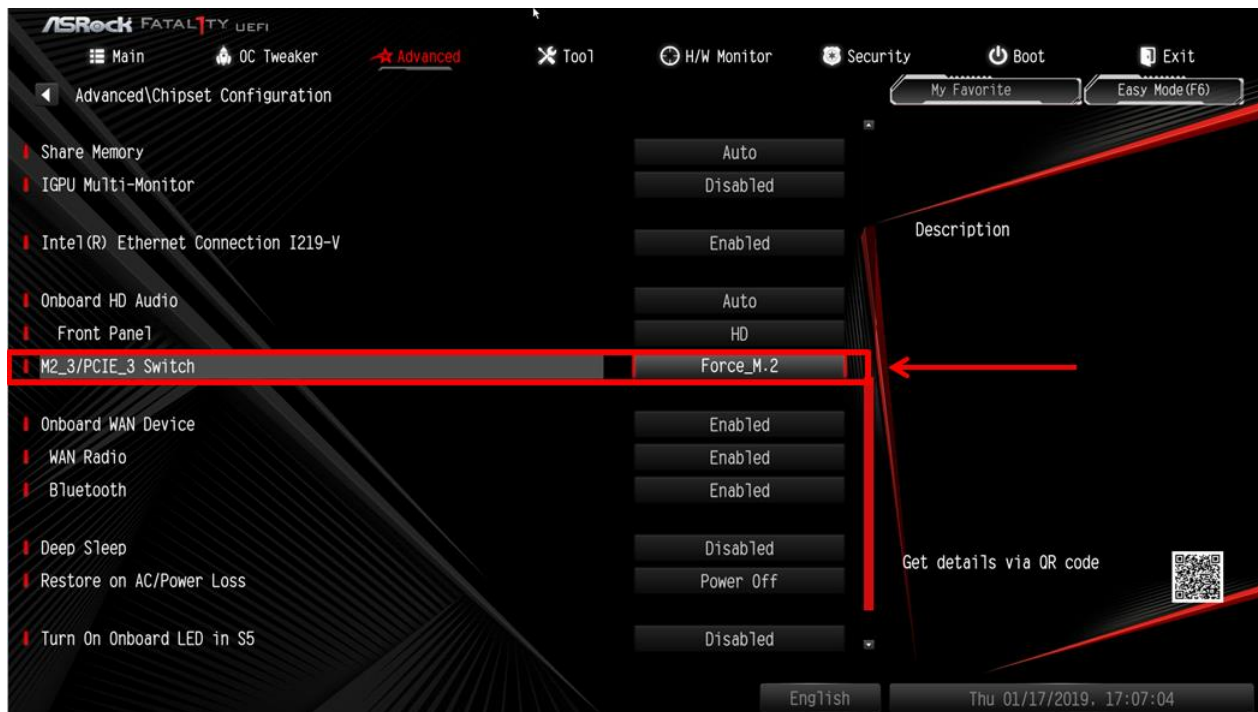 ASRock FATAL1TY UEFI
Main OC Tweaker Advanced Tool H/W Monitor Security Boot Exit
Advanced\Chipset Configuration
My Favorite Easy Mode(F6)
Share Memory Auto
IGPU Multi-Monitor Disabled
Intel(R) Ethernet Connection I219-V Enabled
Description
Onboard HD Audio Auto
Front Panel HD
M2_3/PCIE_3 Switch Force_M.2
Onboard WAN Device Enabled
WAN Radio Enabled
Bluetooth Enabled
Deep Sleep Disabled
Get details via QR code
Restore on AC/Power Loss Power Off
Turn On Onboard LED in S5 Disabled
English Thu 01/17/2019, 17:07:04